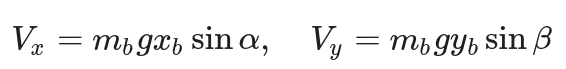 $V_x = m_b g x_b \sin \alpha, \quad V_y = m_b g y_b \sin \beta$